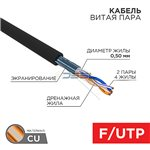 КАБЕЛЬ
ВИТАЯ ПАРА
ДИАМЕТР ЖИЛЫ
0,50 мм
ЭКРАНИРОВАНИЕ
2 ПАРЫ
4 ЖИЛЫ
ДРЕНАЖНАЯ
ЖИЛА
CU
F/UTP